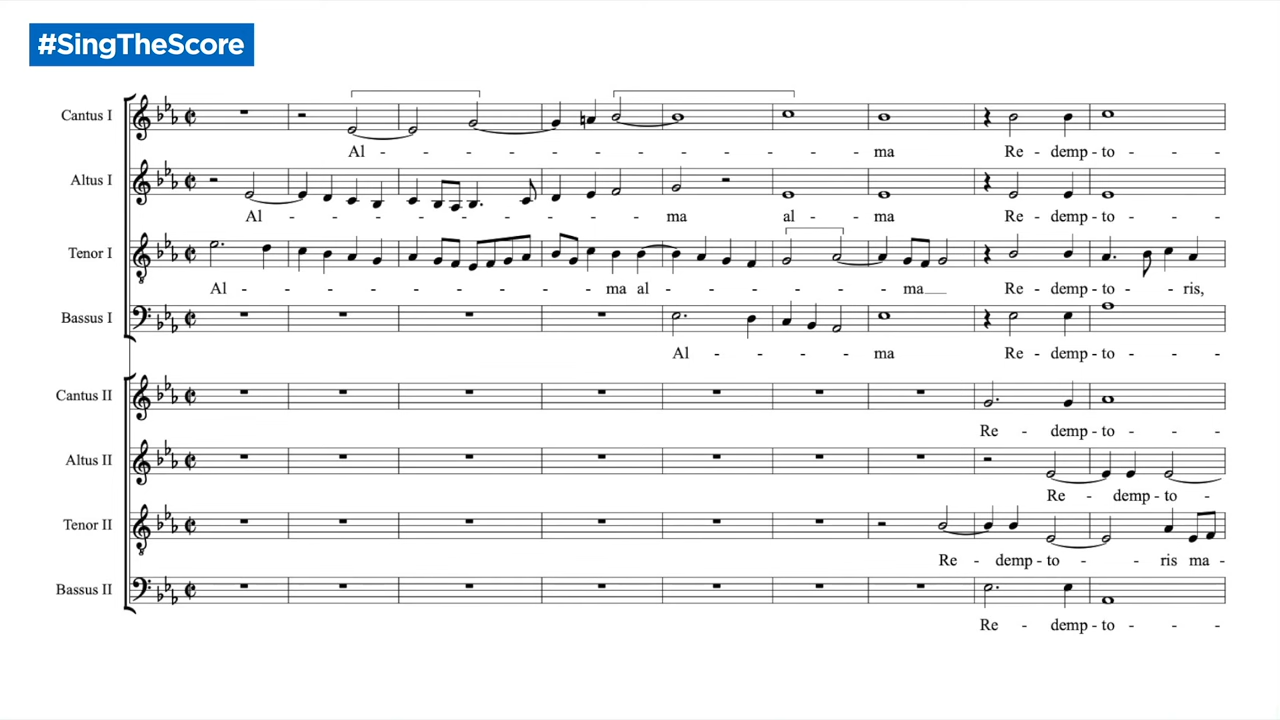 #SingTheScore
Cantus I
Al - - - - - - - - - - - - ma Re - demp - to - - -
Altus I
Al - - - - - - - - - ma al - - ma Re - demp - to - - -
Tenor I
Al - - - - - - - - - - ma al - - - - - - ma__ Re - demp - to - - ris,
Bassus I
Al - - - ma Re - demp - to - - -
Cantus II
Re - demp - to - - -
Altus II
Re - demp - to -
Tenor II
Re - demp - to - - ris ma -
Bassus II
Re - demp - to - - -